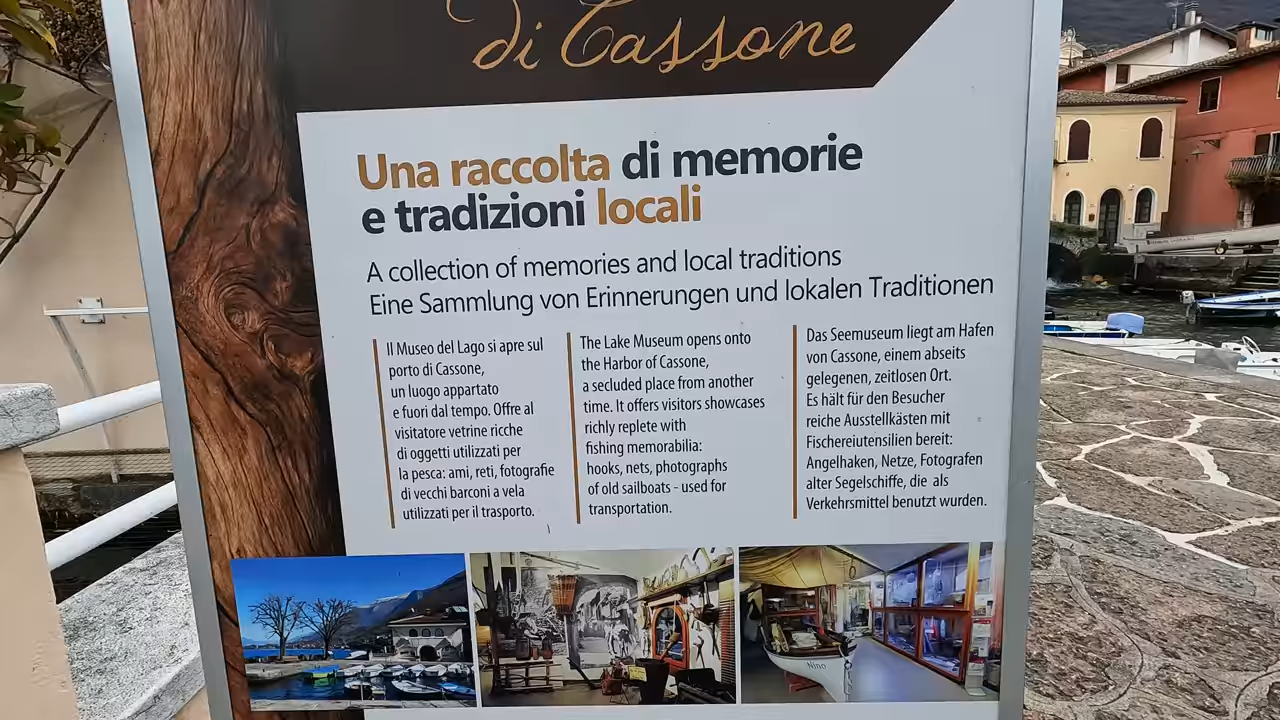 di Cassone
Una raccolta di memorie
e tradizioni locali
A collection of memories and local traditions
Eine Sammlung von Erinnerungen und lokalen Traditionen
Il Museo del Lago si apre sul
porto di Cassone,
un luogo appartato
e fuori dal tempo. Offre al
visitatore vetrine ricche
di oggetti utilizzati per
la pesca: ami, reti, fotografie
di vecchi barconi a vela
utilizzati per il trasporto.
The Lake Museum opens onto
the Harbor of Cassone,
a secluded place from another
time. It offers visitors showcases
richly replete with
fishing memorabilia:
hooks, nets, photographs
of old sailboats - used for
transportation.
Das Seemuseum liegt am Hafen
von Cassone, einem abseits
gelegenen, zeitlosen Ort.
Es hält für den Besucher
reiche Ausstellkästen mit
Fischereiutensilien bereit:
Angelhaken, Netze, Fotografen
alter Segelschiffe, die als
Verkehrsmittel benutzt wurden.
Nino